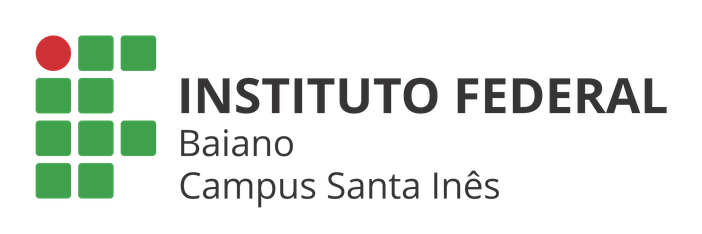 INSTITUTO FEDERAL
Baiano
Campus Santa Inês